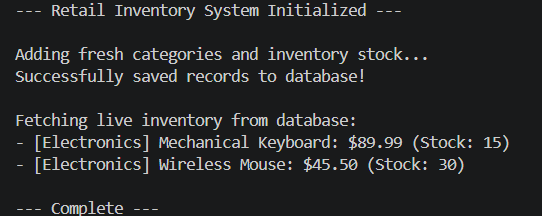 --- Retail Inventory System Initialized ---
Adding fresh categories and inventory stock...
Successfully saved records to database!
Fetching live inventory from database:
- [Electronics] Mechanical Keyboard: $89.99 (Stock: 15)
- [Electronics] Wireless Mouse: $45.50 (Stock: 30)
--- Complete ---